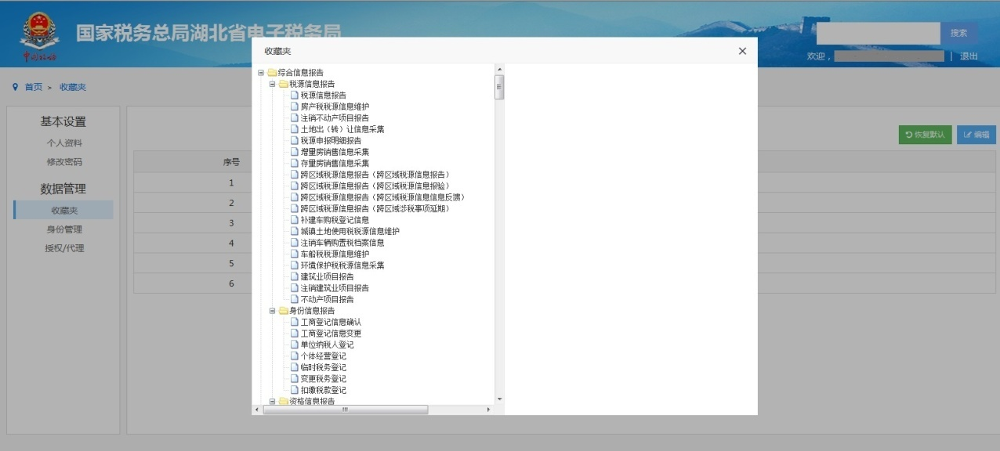 国家税务总局湖北省电子税务局
搜索
欢迎，
| 退出
首页 > 收藏夹
基本设置
个人资料
修改密码
数据管理
收藏夹
身份管理
授权/代理
恢复默认
编辑
序号
1
2
3
4
5
6
收藏夹
综合信息报告
税源信息报告
税源信息报告
房产税税源信息维护
注销不动产项目报告
土地出（转）让信息采集
税源申报明细报告
增量房销售信息采集
存量房销售信息采集
跨区域税源信息报告（跨区域税源信息报告）
跨区域税源信息报告（跨区域税源信息报验）
跨区域税源信息报告（跨区域税源信息信息反馈）
跨区域税源信息报告（跨区域涉税事项延期）
补建车购税登记信息
城镇土地使用税税源信息维护
注销车辆购置税档案信息
车船税税源信息维护
环境保护税税源信息采集
建筑业项目报告
注销建筑业项目报告
不动产项目报告
身份信息报告
工商登记信息确认
工商登记信息变更
单位纳税人登记
个体经营登记
临时税务登记
变更税务登记
扣缴税款登记
资格信息报告